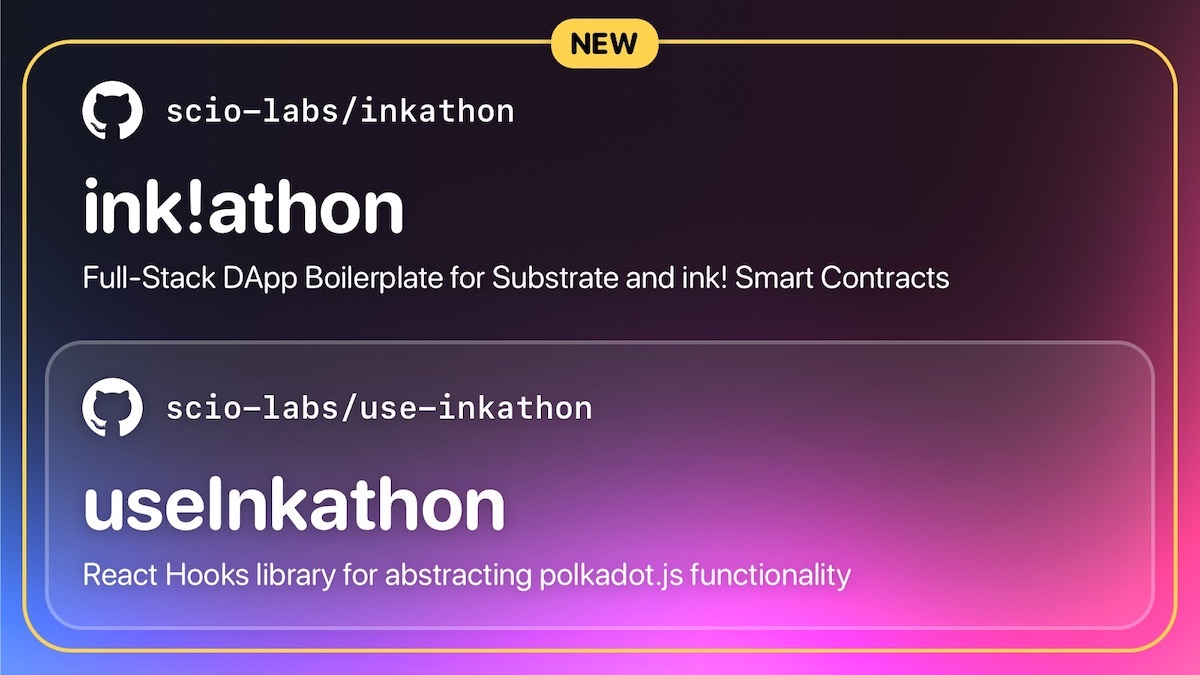 NEW
scio-labs/inkathon
ink!athon
Full-Stack DApp Boilerplate for Substrate and ink! Smart Contracts
scio-labs/use-inkathon
useInkathon
React Hooks library for abstracting polkadot.js functionality